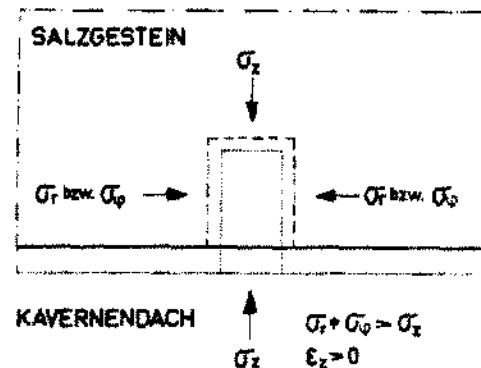 SALZGESTEIN
σz
σr bzw. σφ
σr bzw. σφ
KAVERNENDACH
σz
σr + σφ > σz
εz > 0